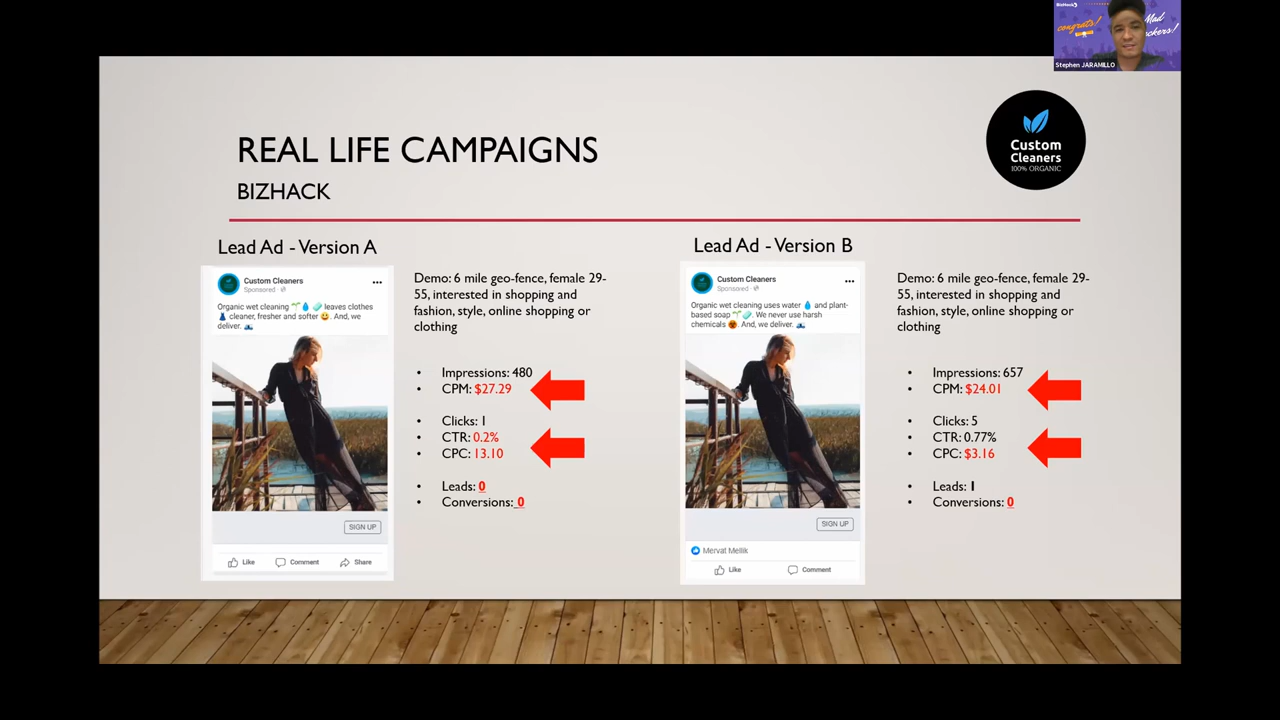 BizHack
congrats!
Mad
ckers!
Stephen JARAMILLO
Custom
Cleaners
100% ORGANIC
REAL LIFE CAMPAIGNS
BIZHACK
Lead Ad - Version A
Custom Cleaners
Sponsored
Organic wet cleaning 🌱💧🧼 leaves clothes
👗 cleaner, fresher and softer 😀. And, we
deliver. 🚙
SIGN UP
Like Comment Share
Demo: 6 mile geo-fence, female 29-
55, interested in shopping and
fashion, style, online shopping or
clothing
• Impressions: 480
• CPM: $27.29
• Clicks: 1
• CTR: 0.2%
• CPC: 13.10
• Leads: 0
• Conversions: 0
Lead Ad - Version B
Custom Cleaners
Sponsored
Organic wet cleaning uses water 💧 and plant-
based soap 🌱🧼. We never use harsh
chemicals 😡. And, we deliver. 🚙
SIGN UP
Mervat Mellik
Like Comment
Demo: 6 mile geo-fence, female 29-
55, interested in shopping and
fashion, style, online shopping or
clothing
• Impressions: 657
• CPM: $24.01
• Clicks: 5
• CTR: 0.77%
• CPC: $3.16
• Leads: 1
• Conversions: 0